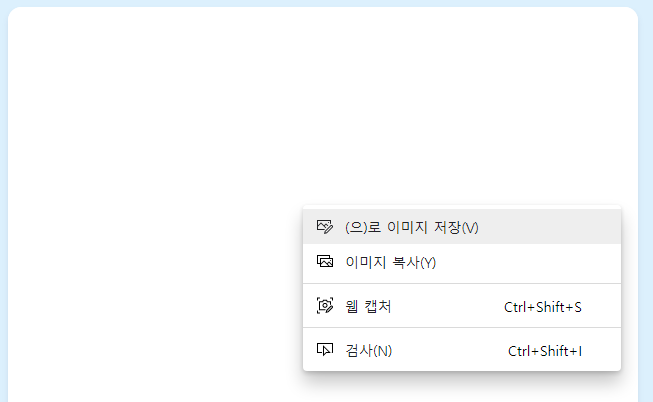 (으)로 이미지 저장(V)
이미지 복사(Y)
웹 캡처 Ctrl+Shift+S
검사(N) Ctrl+Shift+I